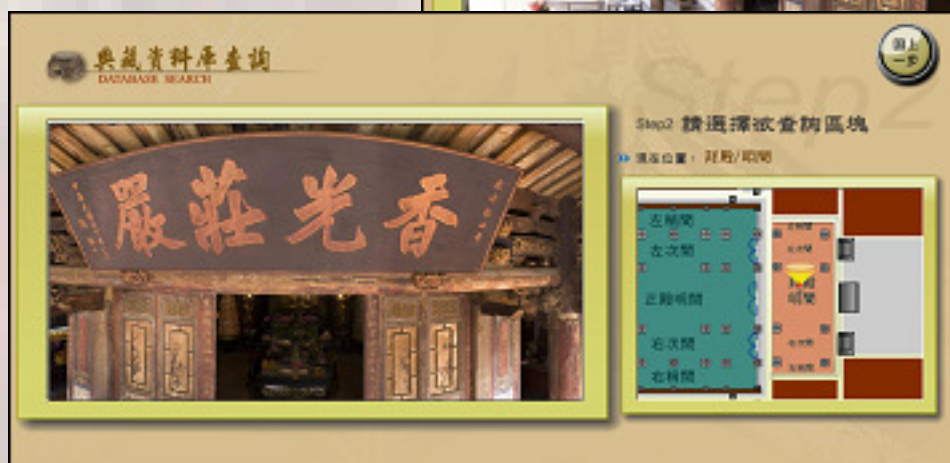 典藏資料庫查詢
DATABASE SEARCH
回上
一步
Step2
Step2 請選擇欲查詢區塊
現在位置： 前殿/明間
嚴莊光香
左梢間
左次間
正殿明間
右次間
右梢間
明間